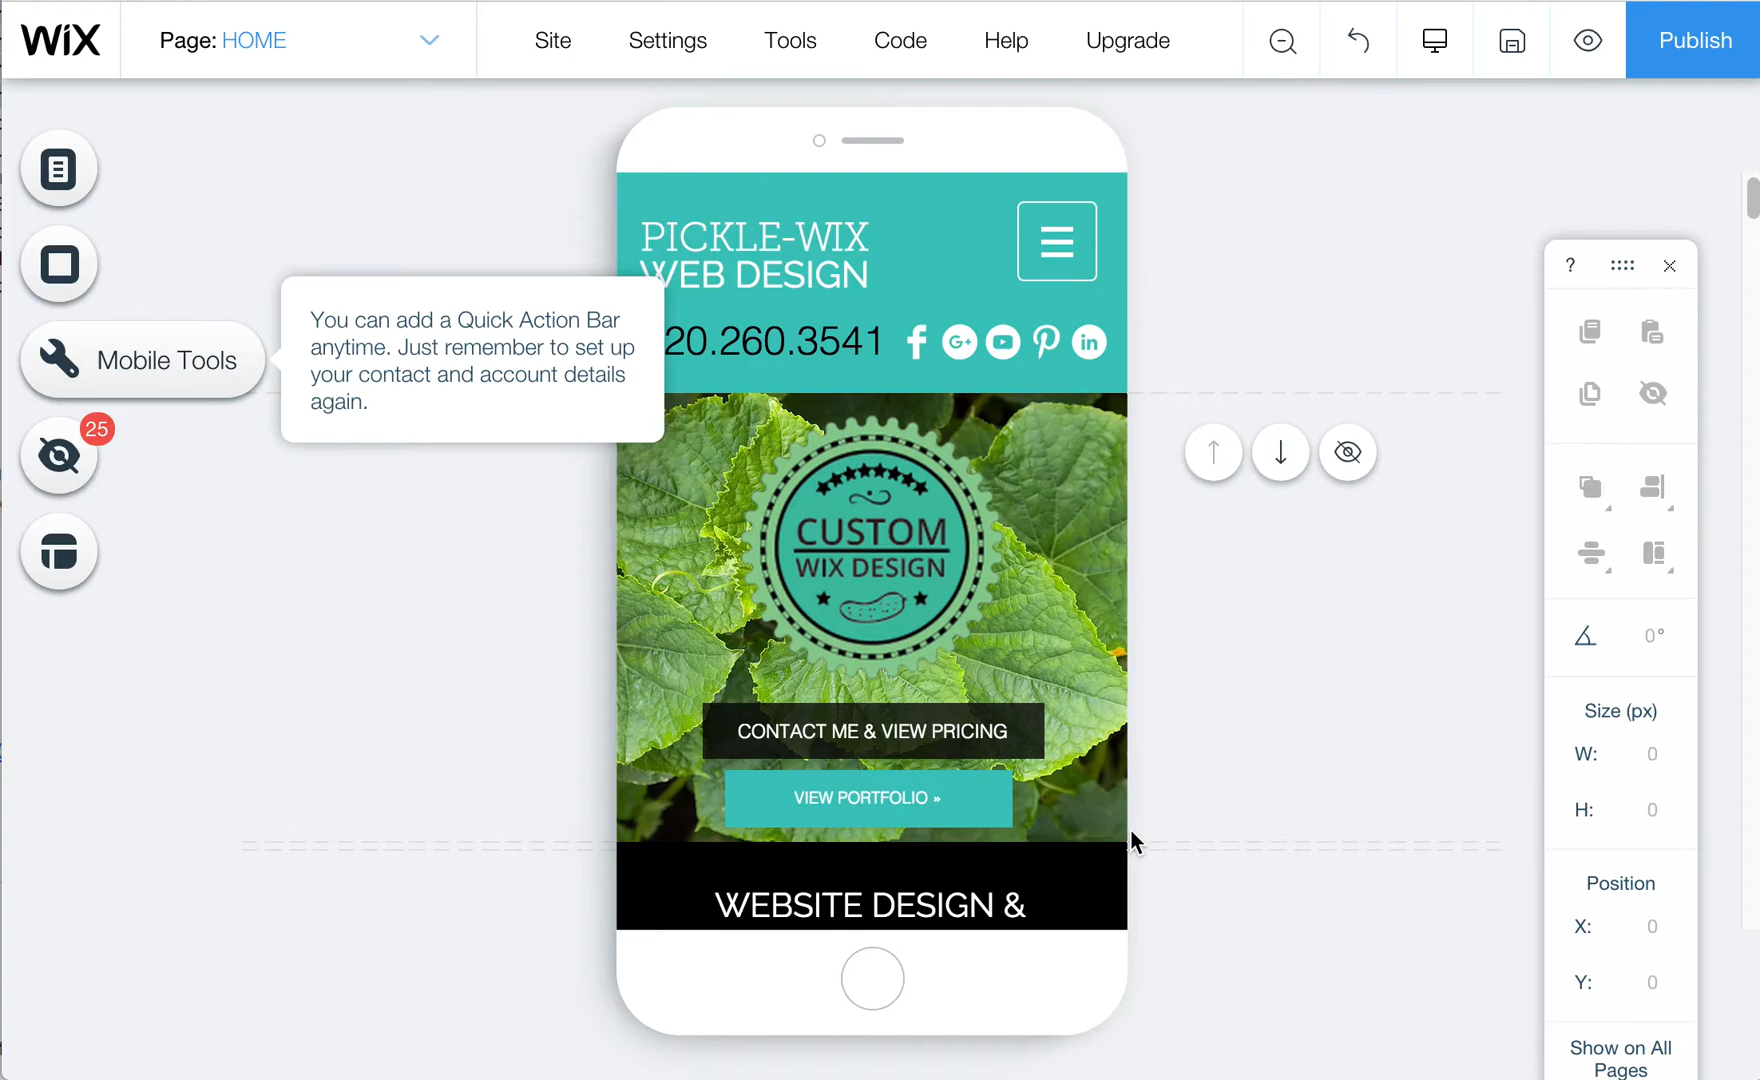 WiX
Page: HOME
Site
Settings
Tools
Code
Help
Upgrade
Publish
PICKLE-WIX
WEB DESIGN
20.260.3541
Mobile Tools
You can add a Quick Action Bar
anytime. Just remember to set up
your contact and account details
again.
25
CUSTOM
WIX DESIGN
CONTACT ME & VIEW PRICING
VIEW PORTFOLIO »
WEBSITE DESIGN &
?
0°
Size (px)
W: 0
H: 0
Position
X: 0
Y: 0
Show on All
Pages